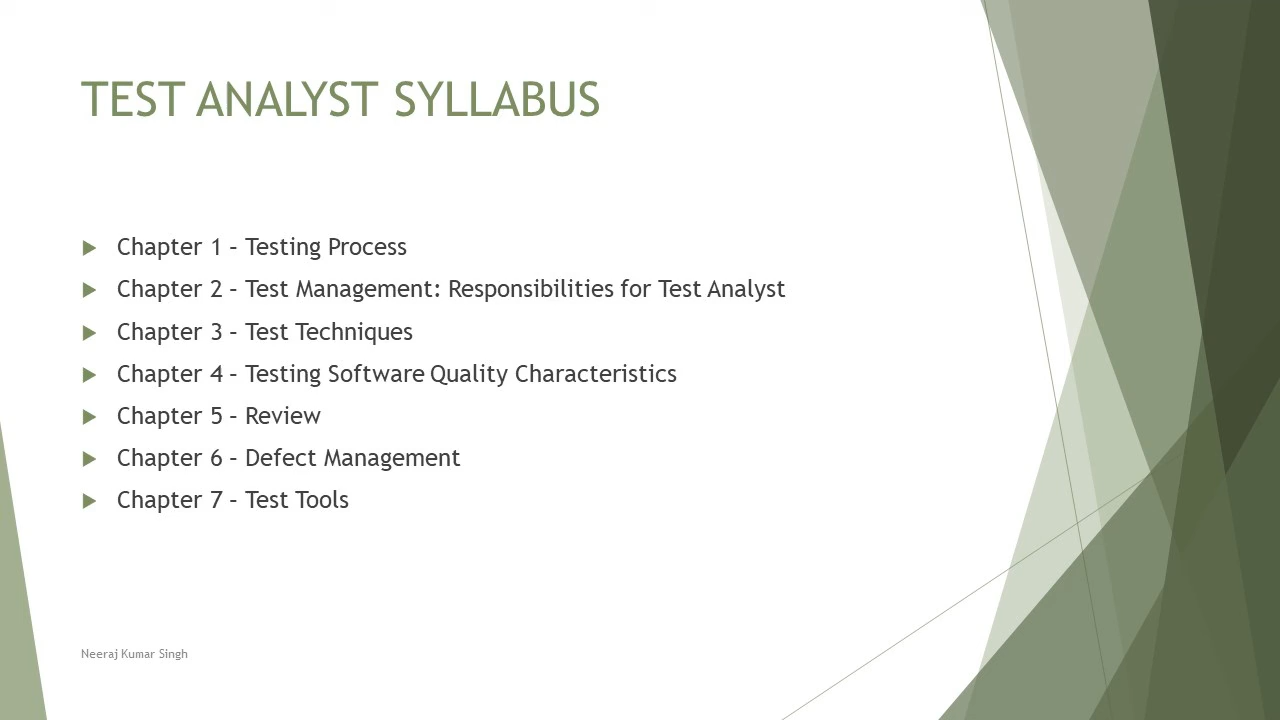 TEST ANALYST SYLLABUS
Chapter 1 – Testing Process
Chapter 2 – Test Management: Responsibilities for Test Analyst
Chapter 3 – Test Techniques
Chapter 4 – Testing Software Quality Characteristics
Chapter 5 – Review
Chapter 6 – Defect Management
Chapter 7 – Test Tools
Neeraj Kumar Singh